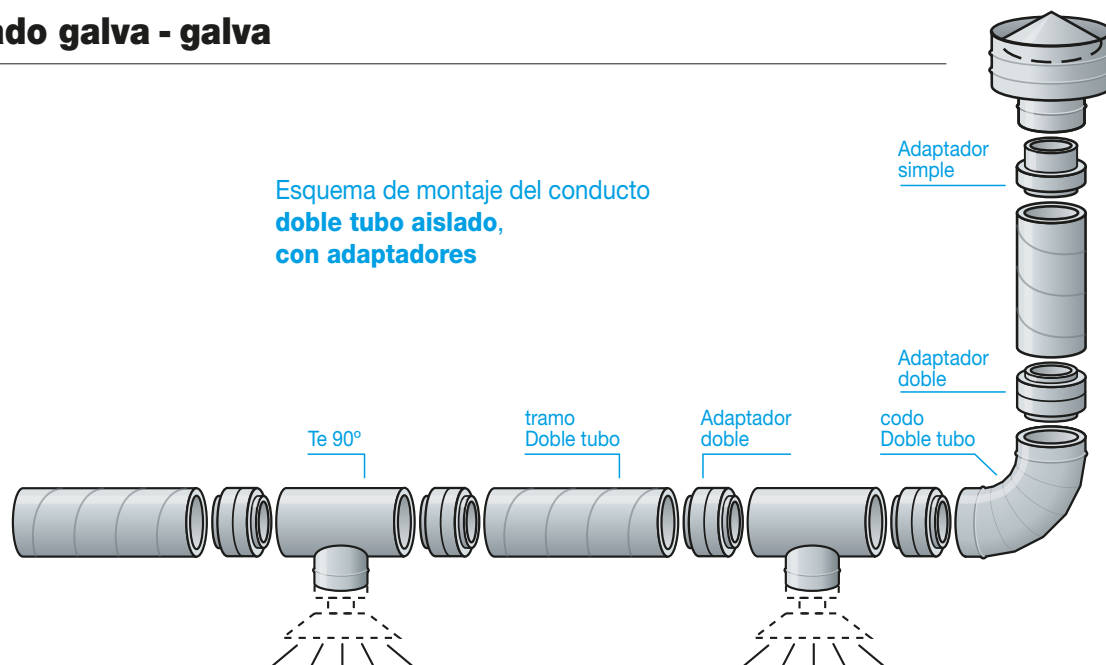 galva - galva
Esquema de montaje del conducto
doble tubo aislado,
con adaptadores
Adaptador
simple
Adaptador
doble
Te 90º
tramo
Doble tubo
Adaptador
doble
codo
Doble tubo